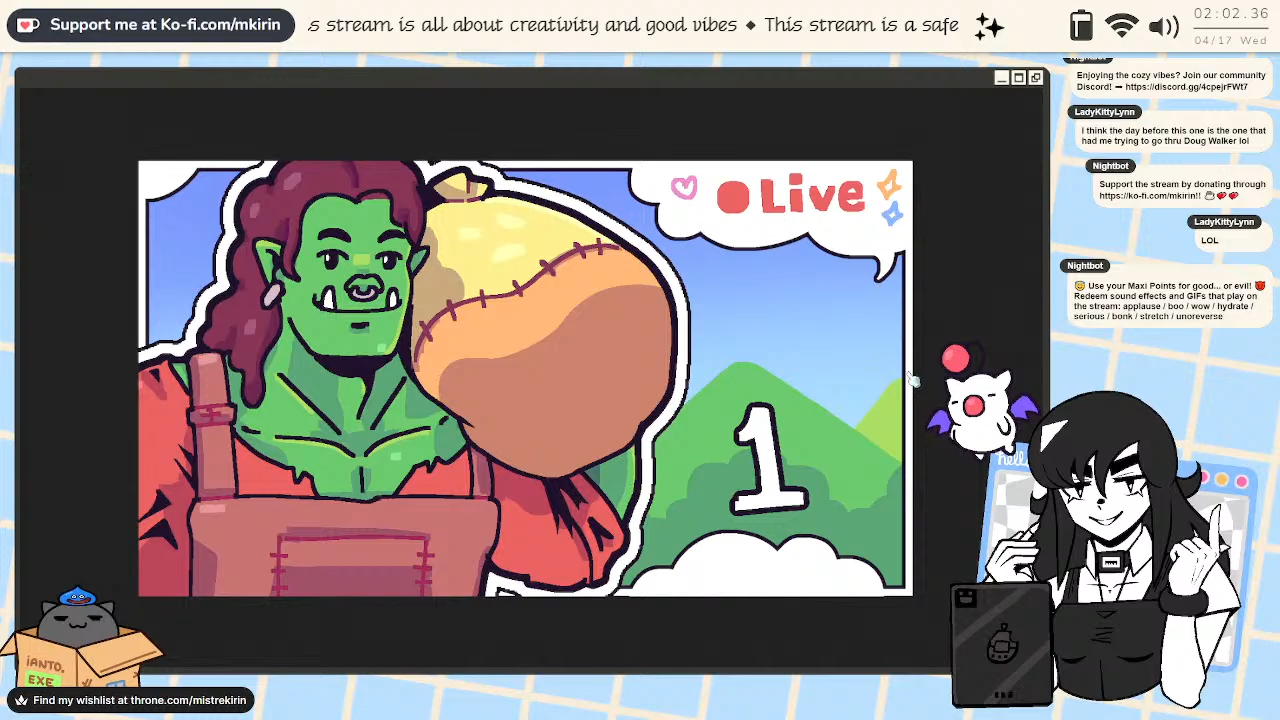 Support me at Ko-fi.com/mkirin
s stream is all about creativity and good vibes ⬥ This stream is a safe
02:02.36
04/17 Wed
Nightbot
Enjoying the cozy vibes? Join our community
Discord! ➡ https://discord.gg/4cpejrFWt7
LadyKittyLynn
i think the day before this one is the one that
had me trying to go thru Doug Walker lol
Nightbot
Support the stream by donating through
https://ko-fi.com/mkirin!!
LadyKittyLynn
LOL
Nightbot
Use your Maxi Points for good... or evil!
Redeem sound effects and GIFs that play on
the stream: applause / boo / wow / hydrate /
serious / bonk / stretch / unoreverse
Live
1
hello
iANTO.
EXE
Find my wishlist at throne.com/mistrekirin